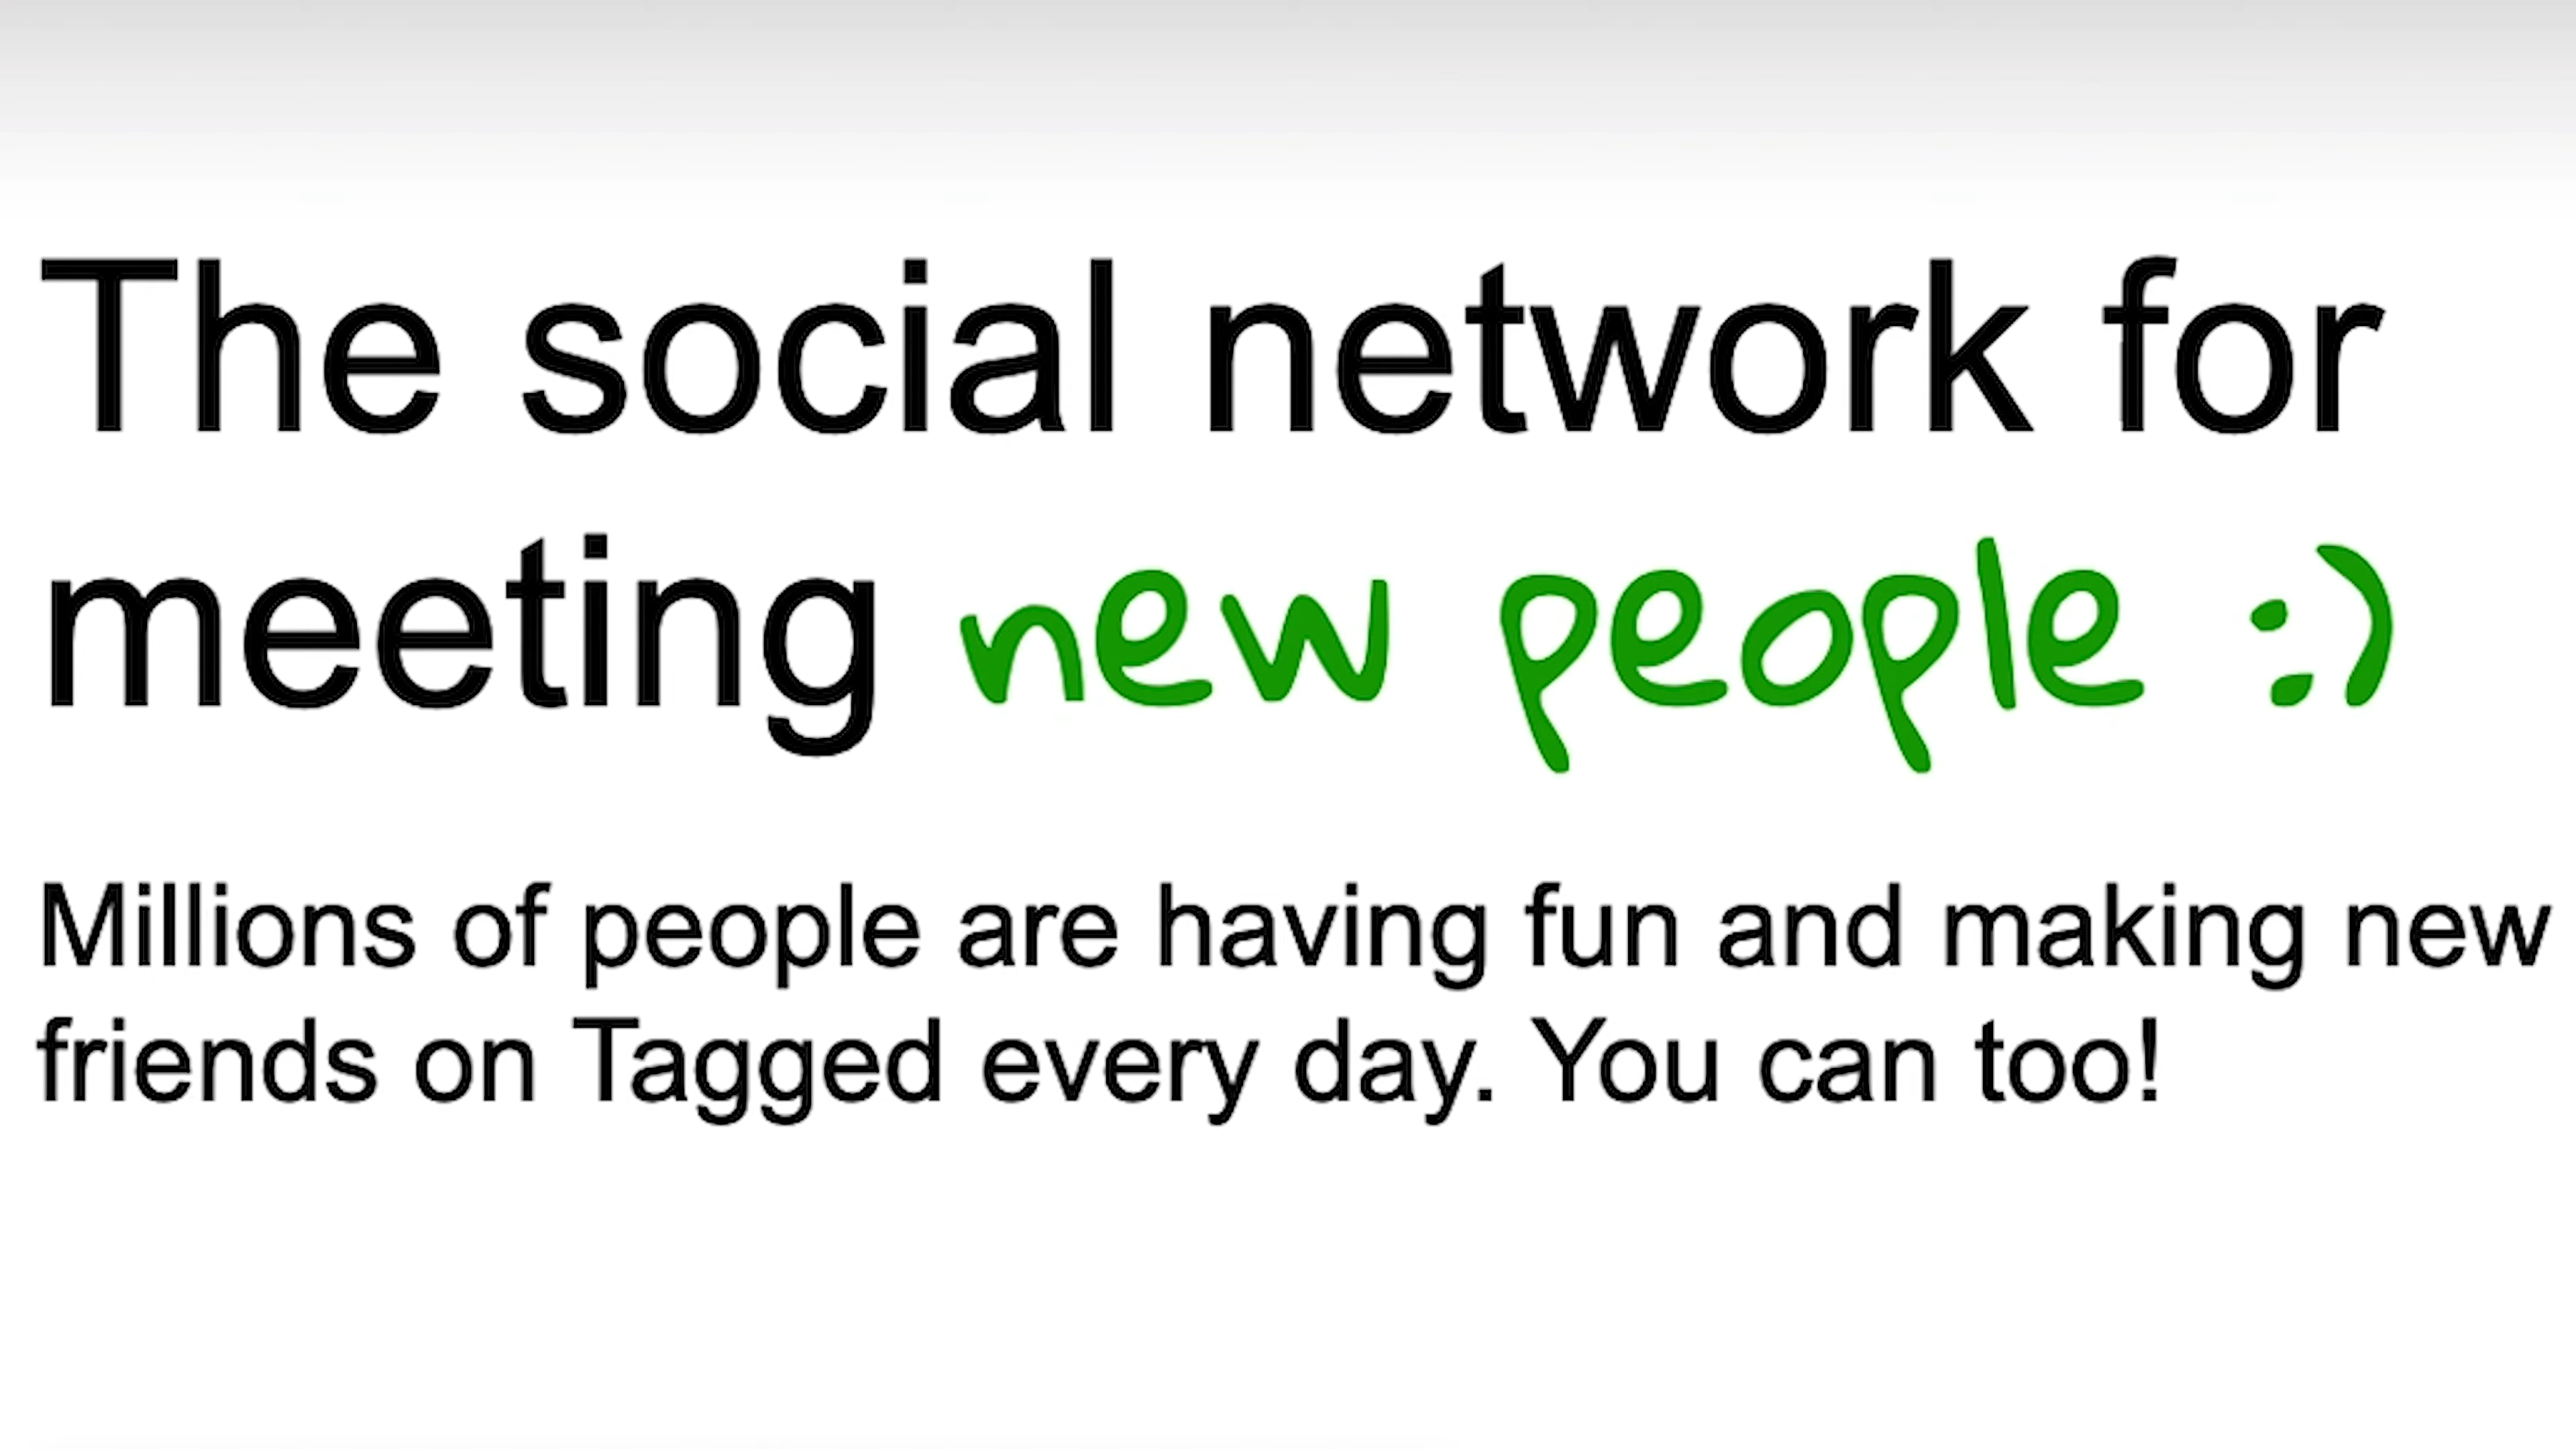 The social network for
meeting new people :)
Millions of people are having fun and making new
friends on Tagged every day. You can too!